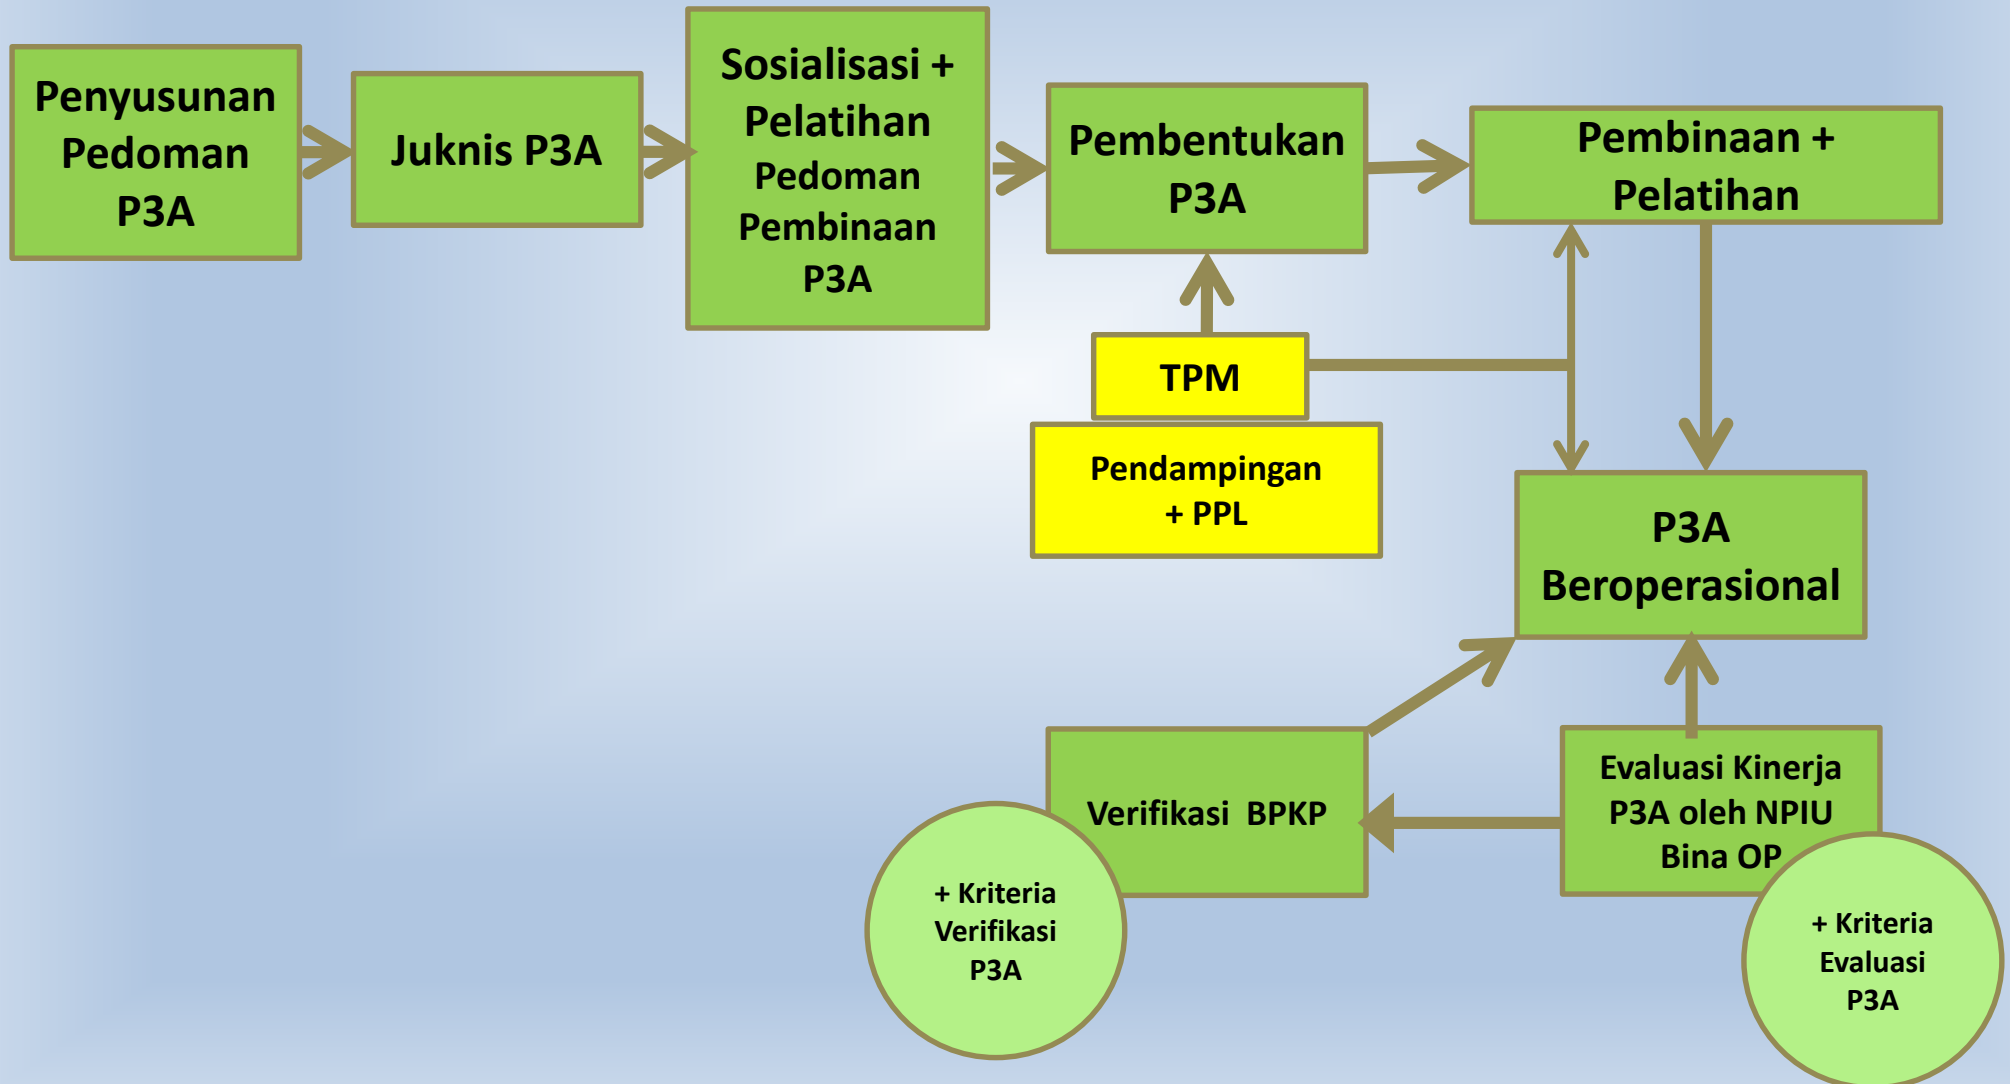 Penyusunan
Pedoman
P3A
Juknis P3A
Sosialisasi +
Pelatihan
Pedoman
Pembinaan
P3A
Pembentukan
P3A
Pembinaan +
Pelatihan
TPM
Pendampingan
+ PPL
P3A
Beroperasional
Verifikasi BPKP
Evaluasi Kinerja
P3A oleh NPIU
Bina OP
+ Kriteria
Verifikasi
P3A
+ Kriteria
Evaluasi
P3A